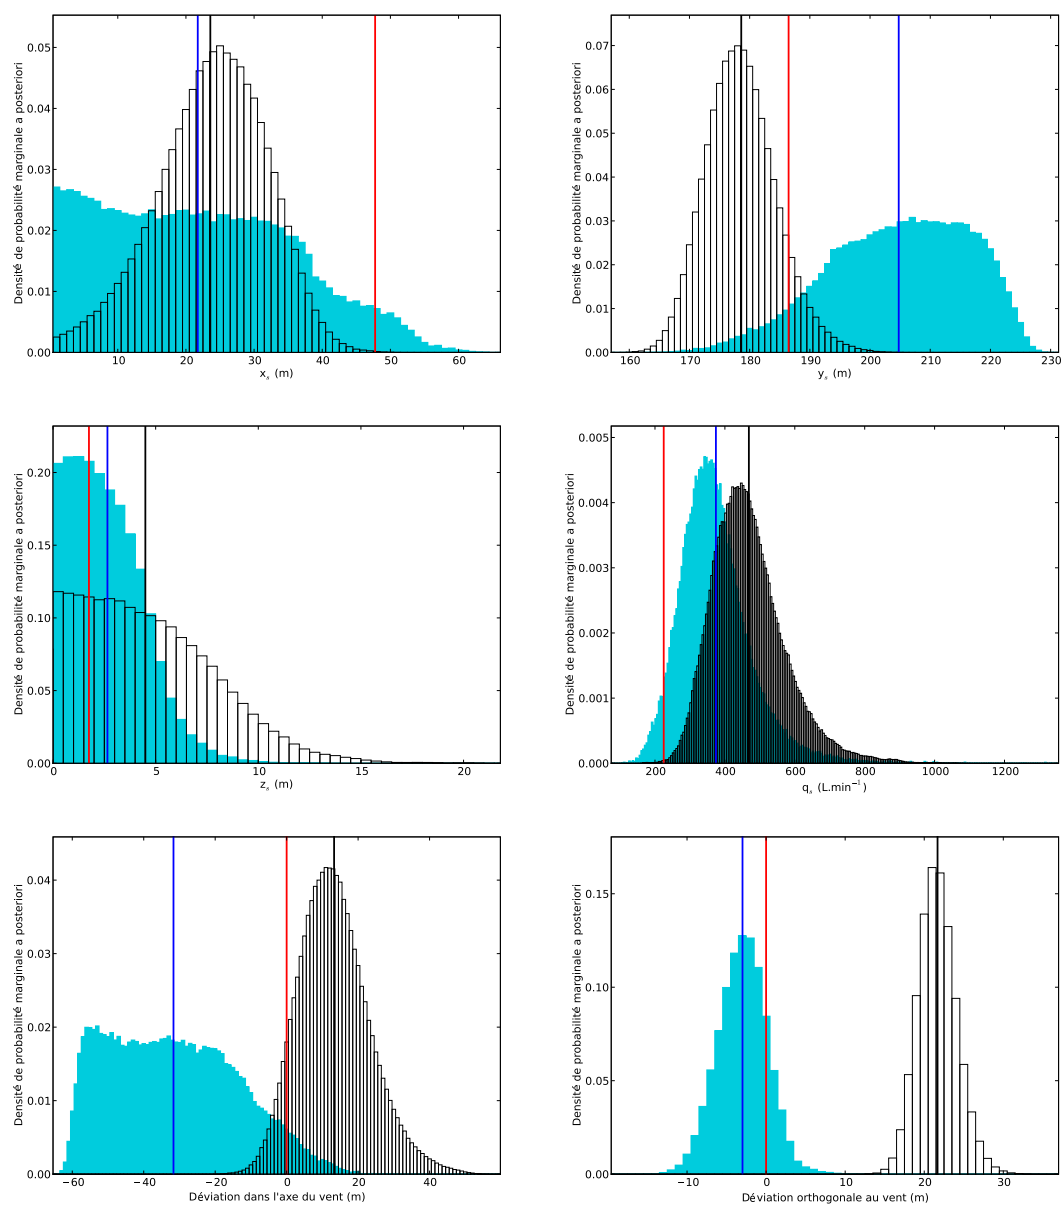 Densité de probabilité marginale a posteriori
0.05
0.04
0.03
0.02
0.01
0.00
10 20 30 40 50 60
x_s (m)
Densité de probabilité marginale a posteriori
0.07
0.06
0.05
0.04
0.03
0.02
0.01
0.00
160 170 180 190 200 210 220 230
y_s (m)
Densité de probabilité marginale a posteriori
0.20
0.15
0.10
0.05
0.00
0 5 10 15 20
z_s (m)
Densité de probabilité marginale a posteriori
0.005
0.004
0.003
0.002
0.001
0.000
200 400 600 800 1000 1200
q_s (L.min⁻¹)
Densité de probabilité marginale a posteriori
0.04
0.03
0.02
0.01
0.00
−60 −40 −20 0 20 40
Déviation dans l'axe du vent (m)
Densité de probabilité marginale a posteriori
0.15
0.10
0.05
0.00
−10 0 10 20 30
Déviation orthogonale au vent (m)